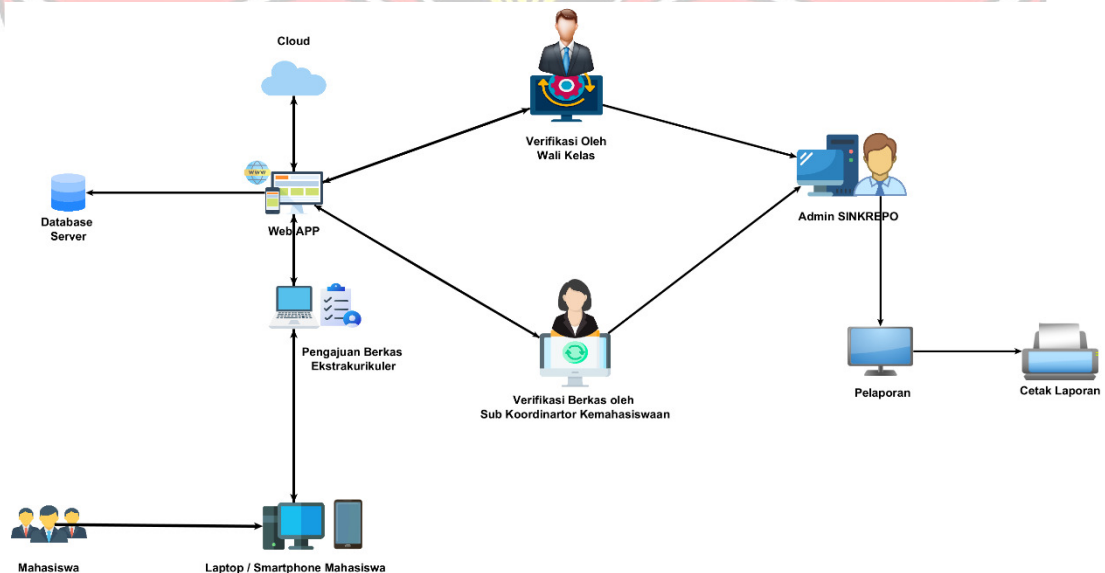 Cloud
Verifikasi Oleh
Wali Kelas
WWW
Database
Server
Web APP
Admin SINKREPO
Pengajuan Berkas
Ekstrakurikuler
Verifikasi Berkas oleh
Sub Koordinartor Kemahasiswaan
Pelaporan
Cetak Laporan
Mahasiswa
Laptop / Smartphone Mahasiswa